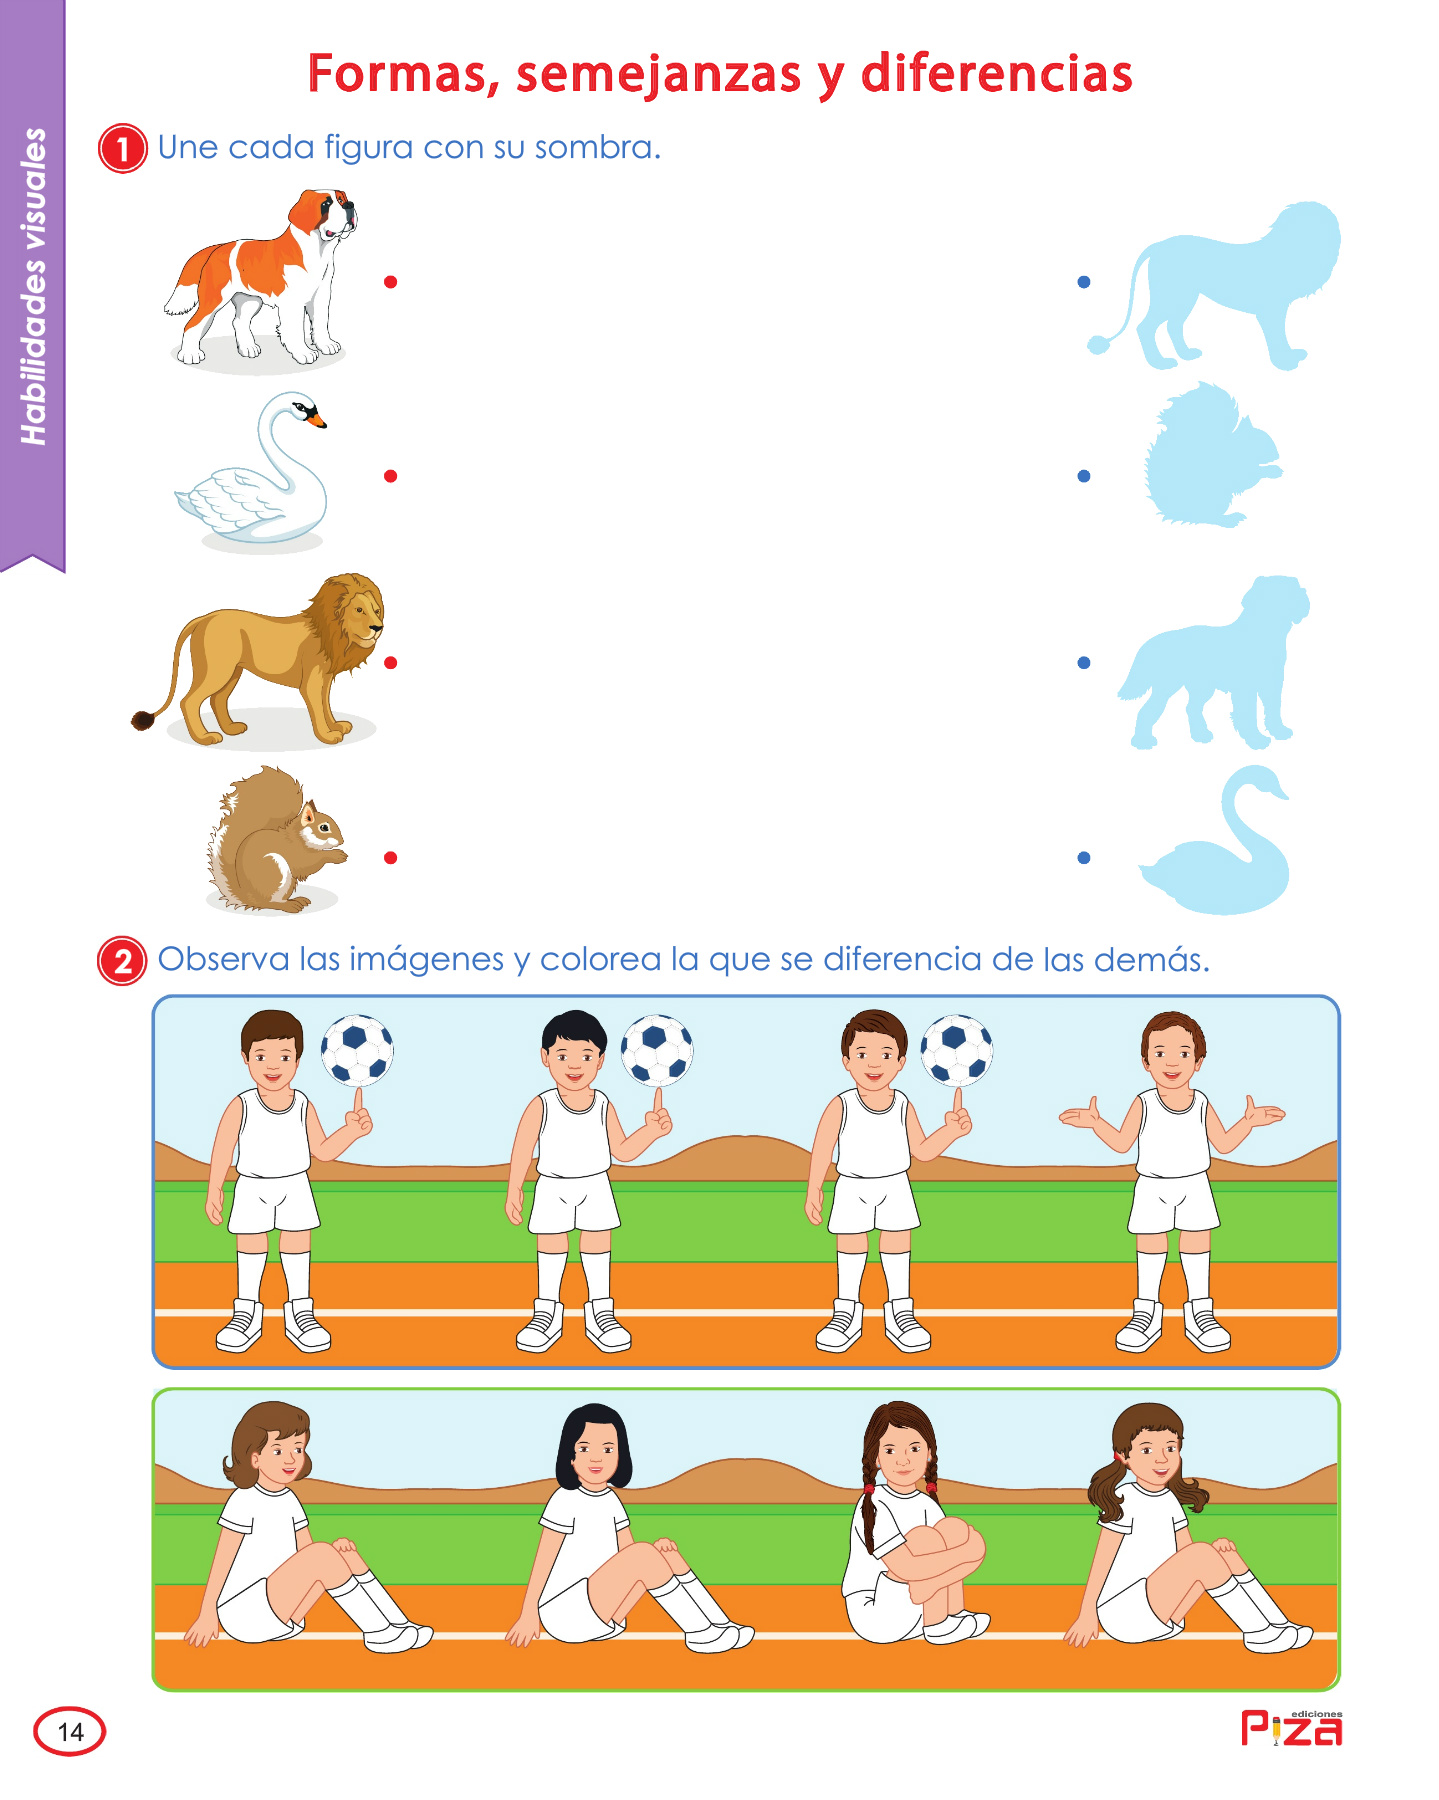 Formas, semejanzas y diferencias
Habilidades visuales
1 Une cada figura con su sombra.
2 Observa las imágenes y colorea la que se diferencia de las demás.
14
ediciones
Piza